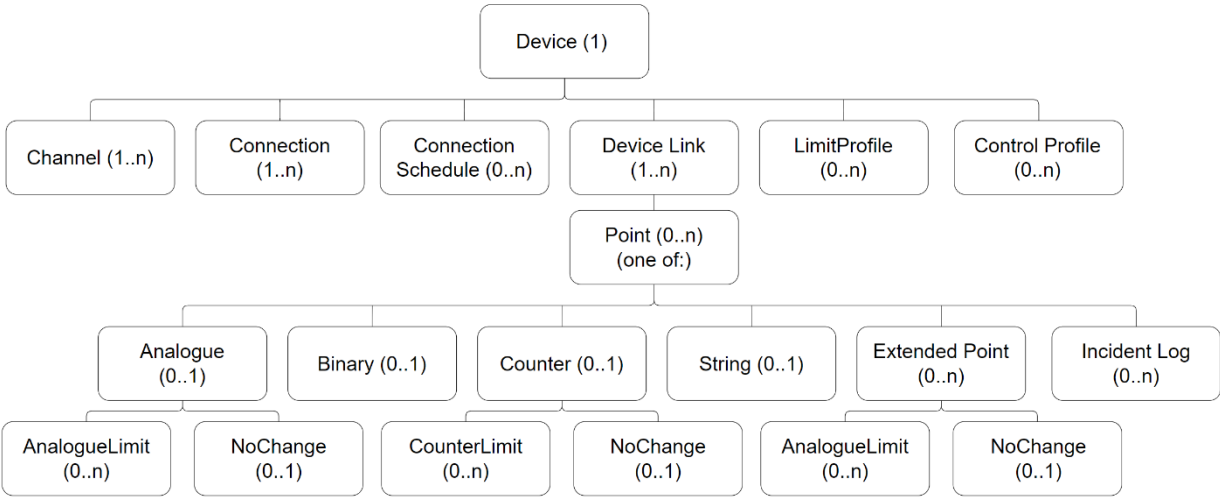 Device (1)
Channel (1..n)
Connection
(1..n)
Connection
Schedule (0..n)
Device Link
(1..n)
LimitProfile
(0..n)
Control Profile
(0..n)
Point (0..n)
(one of:)
Analogue
(0..1)
Binary (0..1)
Counter (0..1)
String (0..1)
Extended Point
(0..n)
Incident Log
(0..n)
AnalogueLimit
(0..n)
NoChange
(0..1)
CounterLimit
(0..n)
NoChange
(0..1)
AnalogueLimit
(0..n)
NoChange
(0..1)